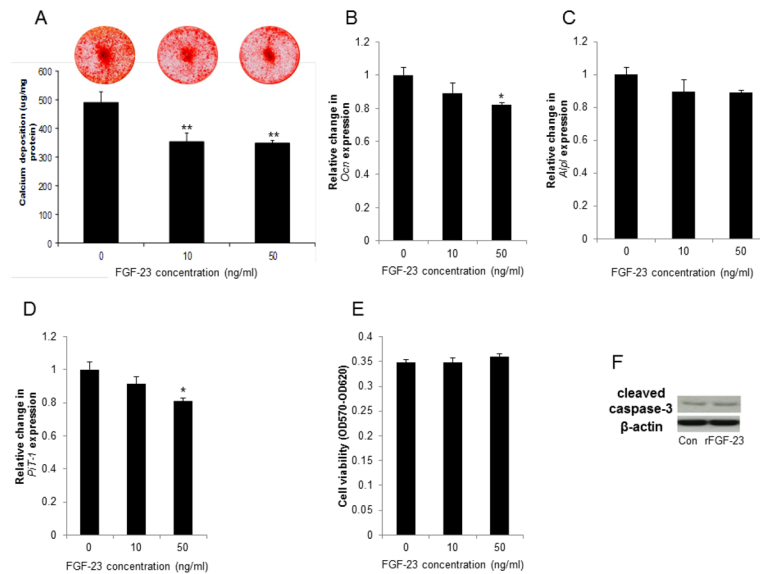 A
Calcium deposition (ug/mg
protein)
600
500
400
300
200
100
0
**
**
0 10 50
FGF-23 concentration (ng/ml)
B
Relative change in
Ocn expression
1.2
1
0.8
0.6
0.4
0.2
0
*
0 10 50
FGF-23 concentration (ng/ml)
C
Relative change in
Alpl expression
1.2
1
0.8
0.6
0.4
0.2
0
0 10 50
FGF-23 concentration (ng/ml)
D
Relative change in
PiT-1 expression
1.2
1
0.8
0.6
0.4
0.2
0
*
0 10 50
FGF-23 concentration (ng/ml)
E
Cell viability (OD570-OD620)
0.4
0.35
0.3
0.25
0.2
0.15
0.1
0.05
0
0 10 50
FGF-23 concentration (ng/ml)
F
cleaved
caspase-3
β-actin
Con rFGF-23